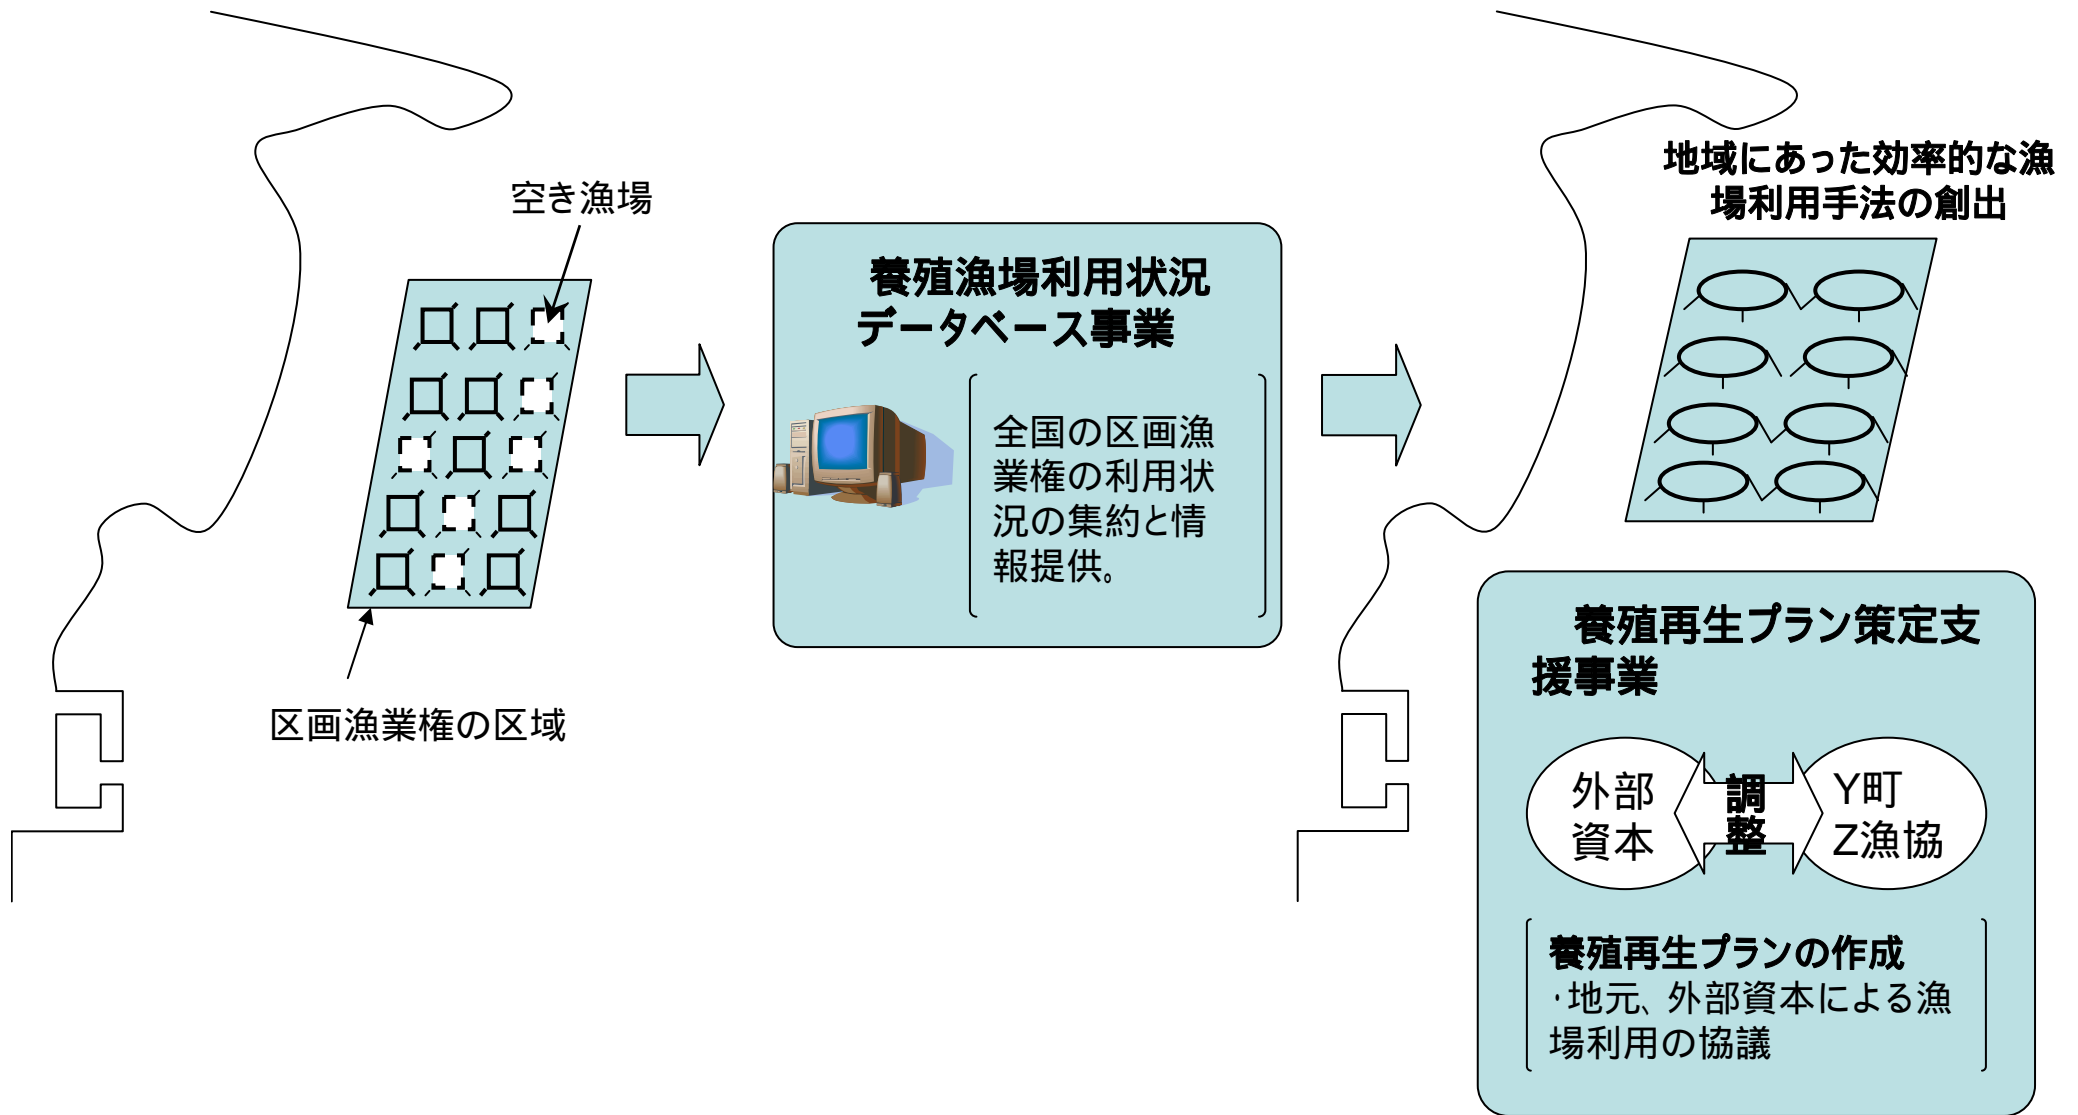 空き漁場
区画漁業権の区域
養殖漁場利用状況
データベース事業
全国の区画漁
業権の利用状
況の集約と情
報提供。
地域にあった効率的な漁
場利用手法の創出
養殖再生プラン策定支
援事業
外部
資本
調
整
Y町
Z漁協
養殖再生プランの作成
・地元、外部資本による漁
場利用の協議